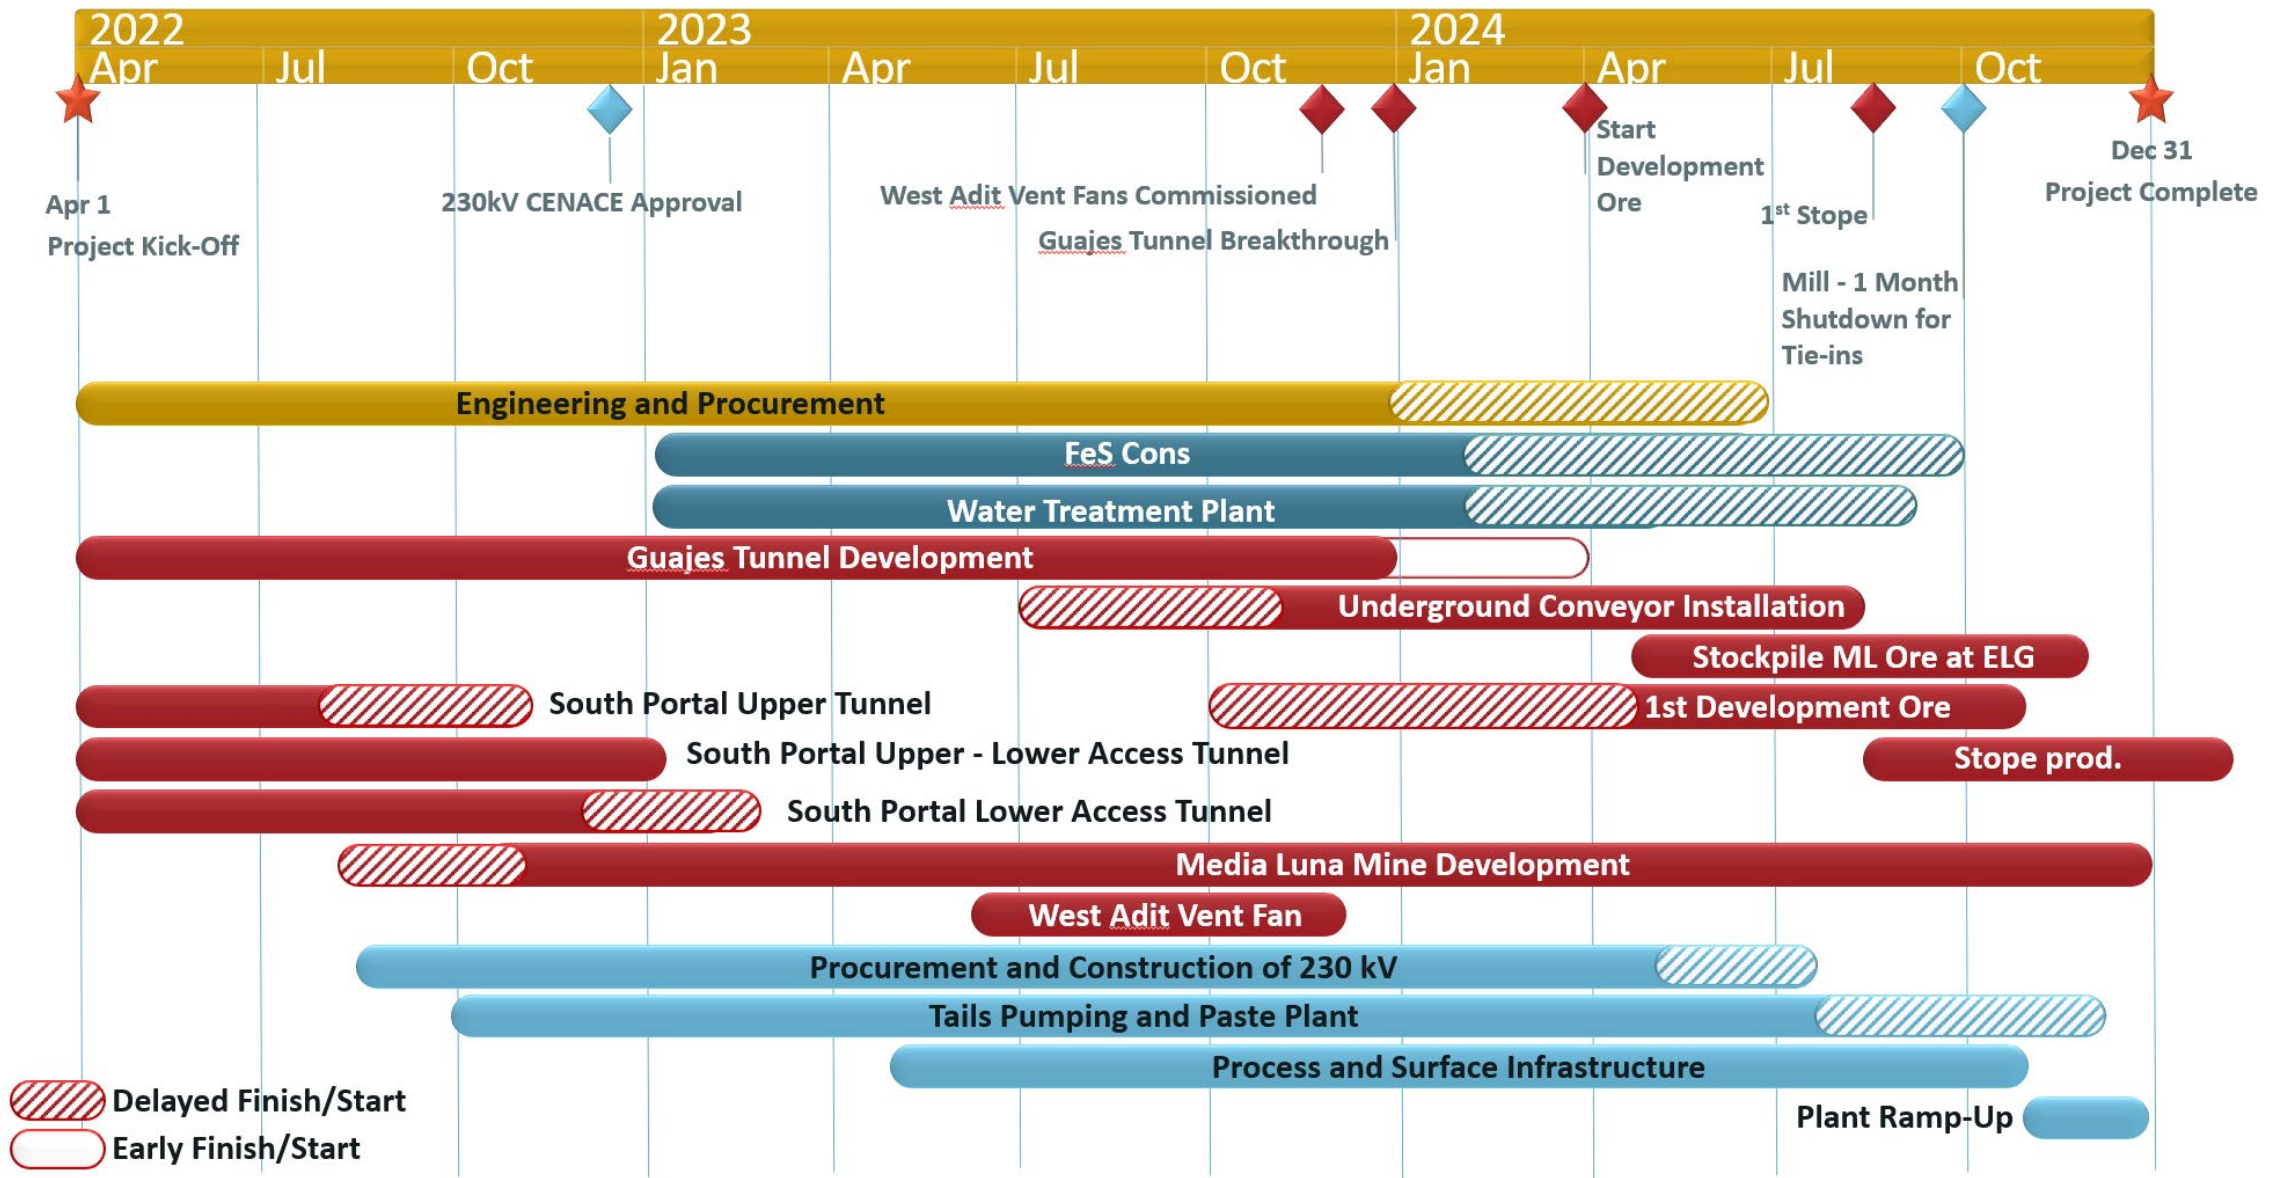 2022 2023 2024
Apr Jul Oct Jan Apr Jul Oct Jan Apr Jul Oct
Apr 1
Project Kick-Off
230kV CENACE Approval
West Adit Vent Fans Commissioned
Guajes Tunnel Breakthrough
Start
Development
Ore
1st Stope
Mill - 1 Month
Shutdown for
Tie-ins
Dec 31
Project Complete
Engineering and Procurement
FeS Cons
Water Treatment Plant
Guajes Tunnel Development
Underground Conveyor Installation
Stockpile ML Ore at ELG
South Portal Upper Tunnel
1st Development Ore
South Portal Upper - Lower Access Tunnel
Stope prod.
South Portal Lower Access Tunnel
Media Luna Mine Development
West Adit Vent Fan
Procurement and Construction of 230 kV
Tails Pumping and Paste Plant
Process and Surface Infrastructure
Plant Ramp-Up
Delayed Finish/Start
Early Finish/Start